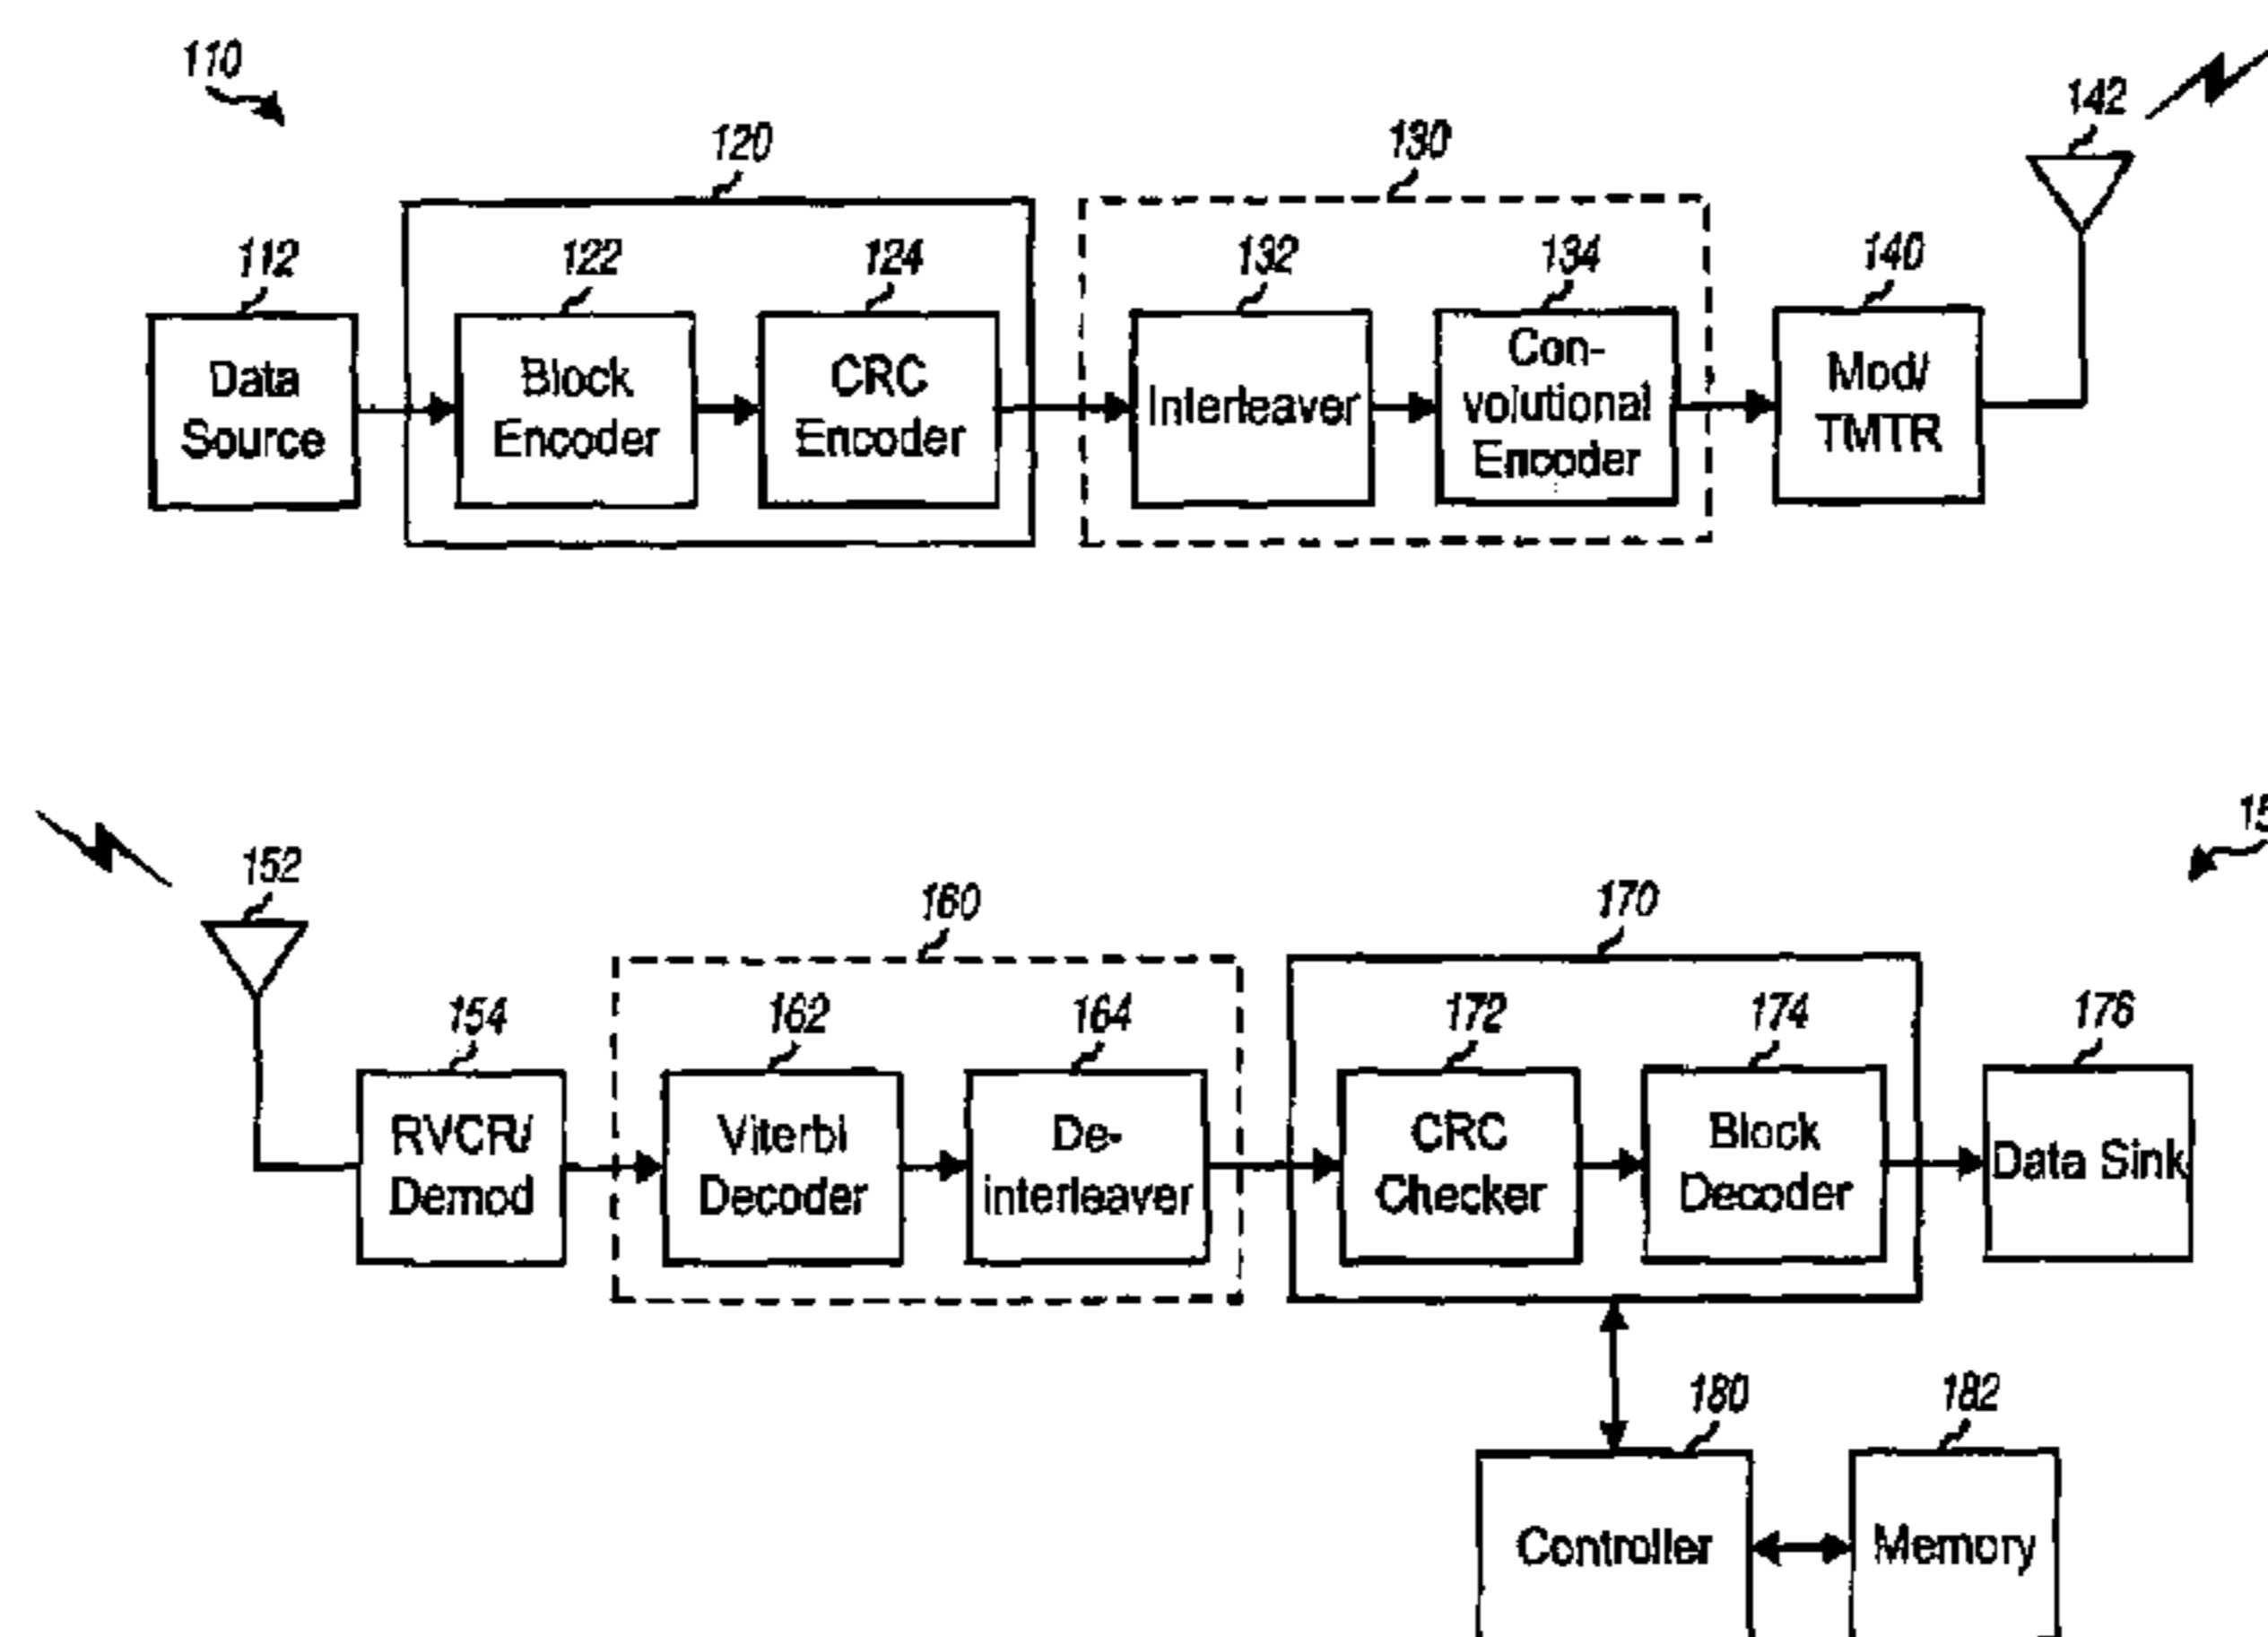 110
142
120
130
112
122
124
132
134
140
Data
Source
Block
Encoder
CRC
Encoder
Interleaver
Con-
volutional
Encoder
Mod/
TMTR
152
160
170
154
162
164
172
174
176
RVCR/
Demod
Viterbi
Decoder
De-
interleaver
CRC
Checker
Block
Decoder
Data Sink
180
182
Controller
Memory